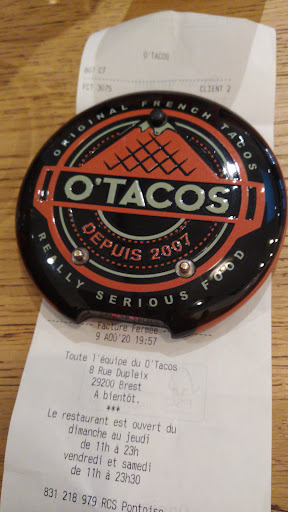 O'TACOS
CLIENT 2
ORIGINAL FRENCH TACOS
O'TACOS
DEPUIS 2007
REALLY SERIOUS FOOD
Facture Fermée
9 AOÛ'20 19:57
Toute l'équipe du O'Tacos
8 Rue Dupleix
29200 Brest
A bientôt.
***
Le restaurant est ouvert du
dimanche au jeudi
de 11h à 23h
vendredi et samedi
de 11h à 23h30
831 218 979 RCS Pontoise